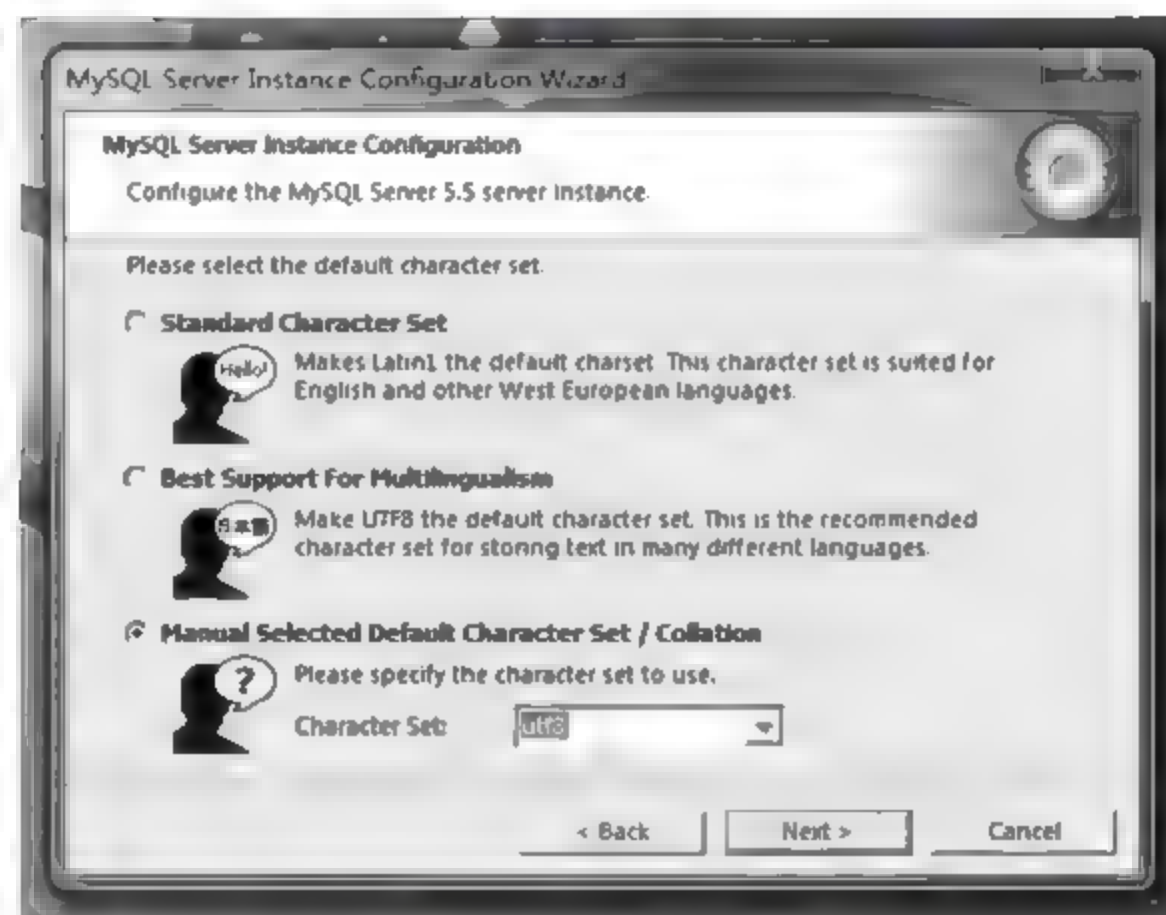 MySQL Server Instance Configuration Wizard
MySQL Server Instance Configuration
Configure the MySQL Server 5.5 server instance.
Please select the default character set.
Standard Character Set
Hello!
Makes Latin1 the default charset. This character set is suited for
English and other West European languages.
Best Support For Multilingualism
日本語
Make UTF8 the default character set. This is the recommended
character set for storing text in many different languages.
Manual Selected Default Character Set / Collation
?
Please specify the character set to use.
Character Set:
utf8
< Back
Next >
Cancel